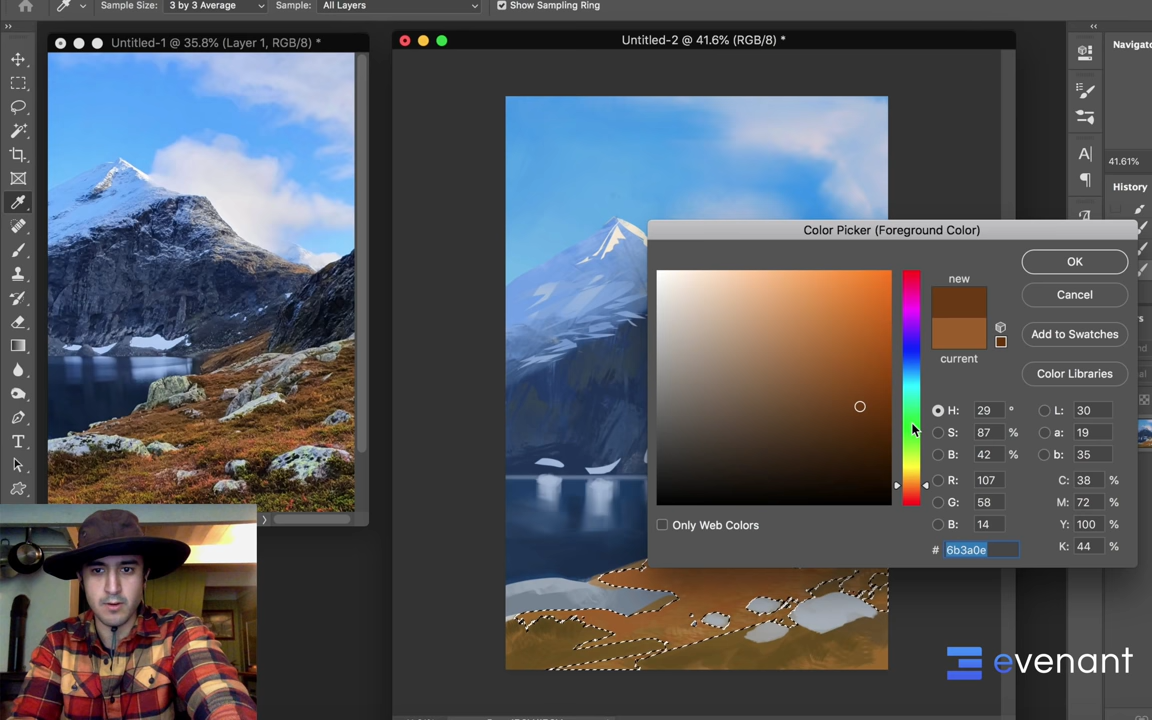 Sample Size: 3 by 3 Average Sample: All Layers Show Sampling Ring
Untitled-1 @ 35.8% (Layer 1, RGB/8) *
Untitled-2 @ 41.6% (RGB/8) *
Navigato
41.61%
History
Color Picker (Foreground Color)
new
current
OK
Cancel
Add to Swatches
Color Libraries
H: 29 ° L: 30
S: 87 % a: 19
B: 42 % b: 35
R: 107 C: 38 %
G: 58 M: 72 %
B: 14 Y: 100 %
K: 44 %
# 6b3a0e
Only Web Colors
evenant